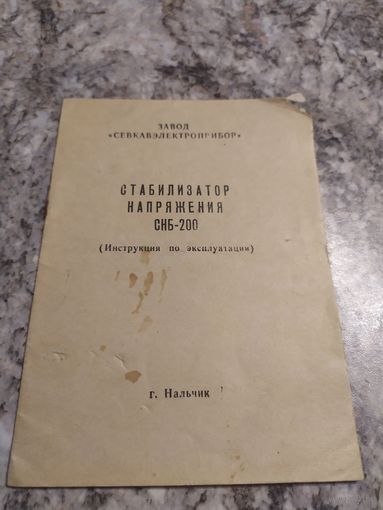 ЗАВОД
«СЕВКАВЭЛЕКТРОПРИБОР»
СТАБИЛИЗАТОР
НАПРЯЖЕНИЯ
СНБ-200
(Инструкция по эксплуатации)
г. Нальчик